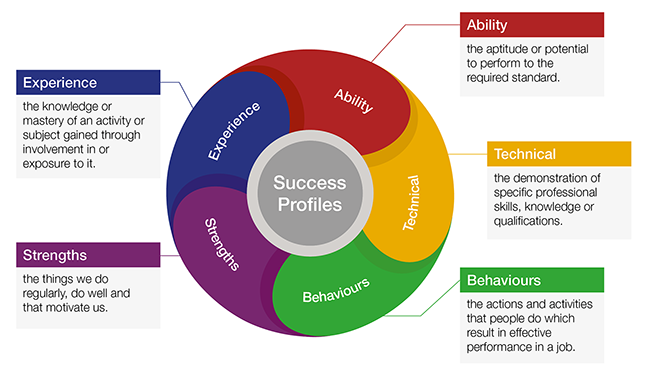 Ability
the aptitude or potential
to perform to the
required standard.
Experience
the knowledge or
mastery of an activity or
subject gained through
involvement in or
exposure to it.
Technical
the demonstration of
specific professional
skills, knowledge or
qualifications.
Strengths
the things we do
regularly, do well and
that motivate us.
Behaviours
the actions and activities
that people do which
result in effective
performance in a job.
Success
Profiles
Ability
Technical
Behaviours
Strengths
Experience